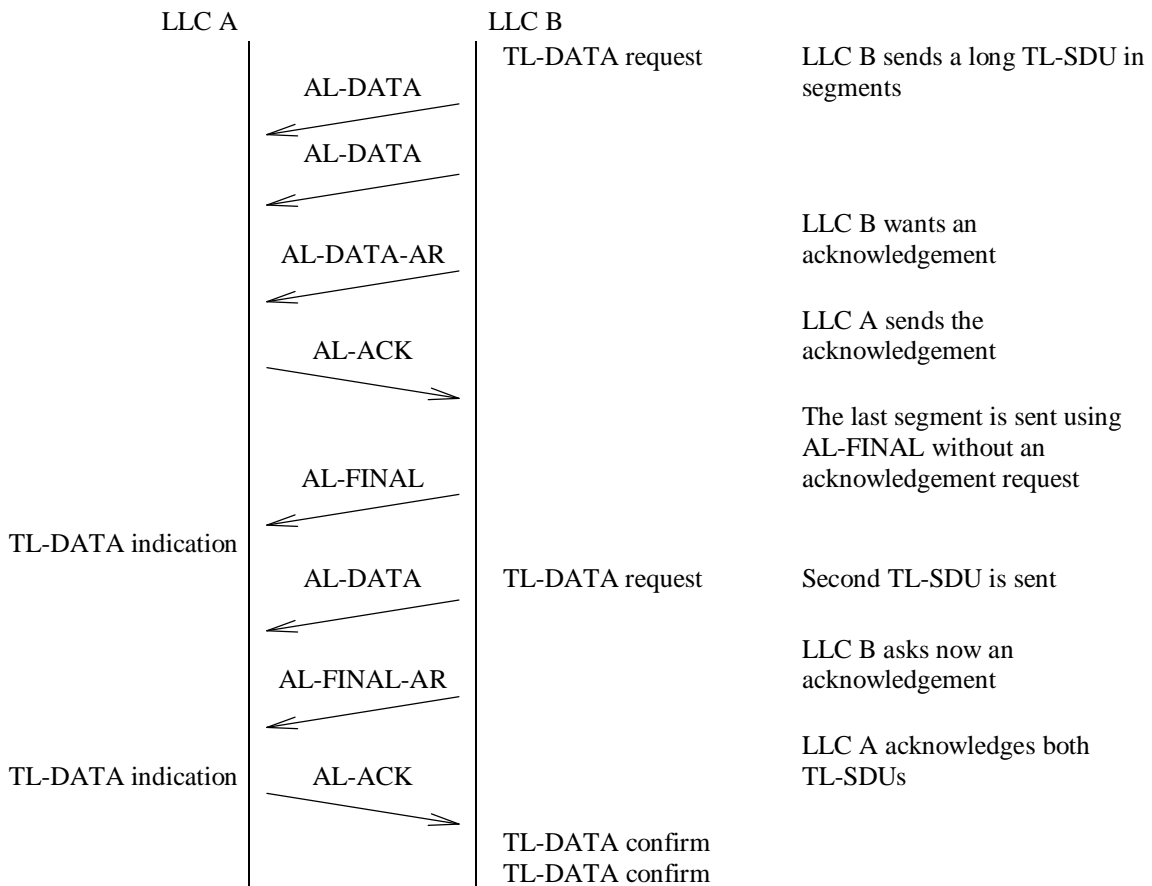 LLC A
LLC B
TL-DATA request
LLC B sends a long TL-SDU in
segments
AL-DATA
AL-DATA
LLC B wants an
acknowledgement
AL-DATA-AR
LLC A sends the
acknowledgement
AL-ACK
The last segment is sent using
AL-FINAL without an
acknowledgement request
AL-FINAL
TL-DATA indication
AL-DATA
TL-DATA request
Second TL-SDU is sent
LLC B asks now an
acknowledgement
AL-FINAL-AR
LLC A acknowledges both
TL-SDUs
TL-DATA indication
AL-ACK
TL-DATA confirm
TL-DATA confirm